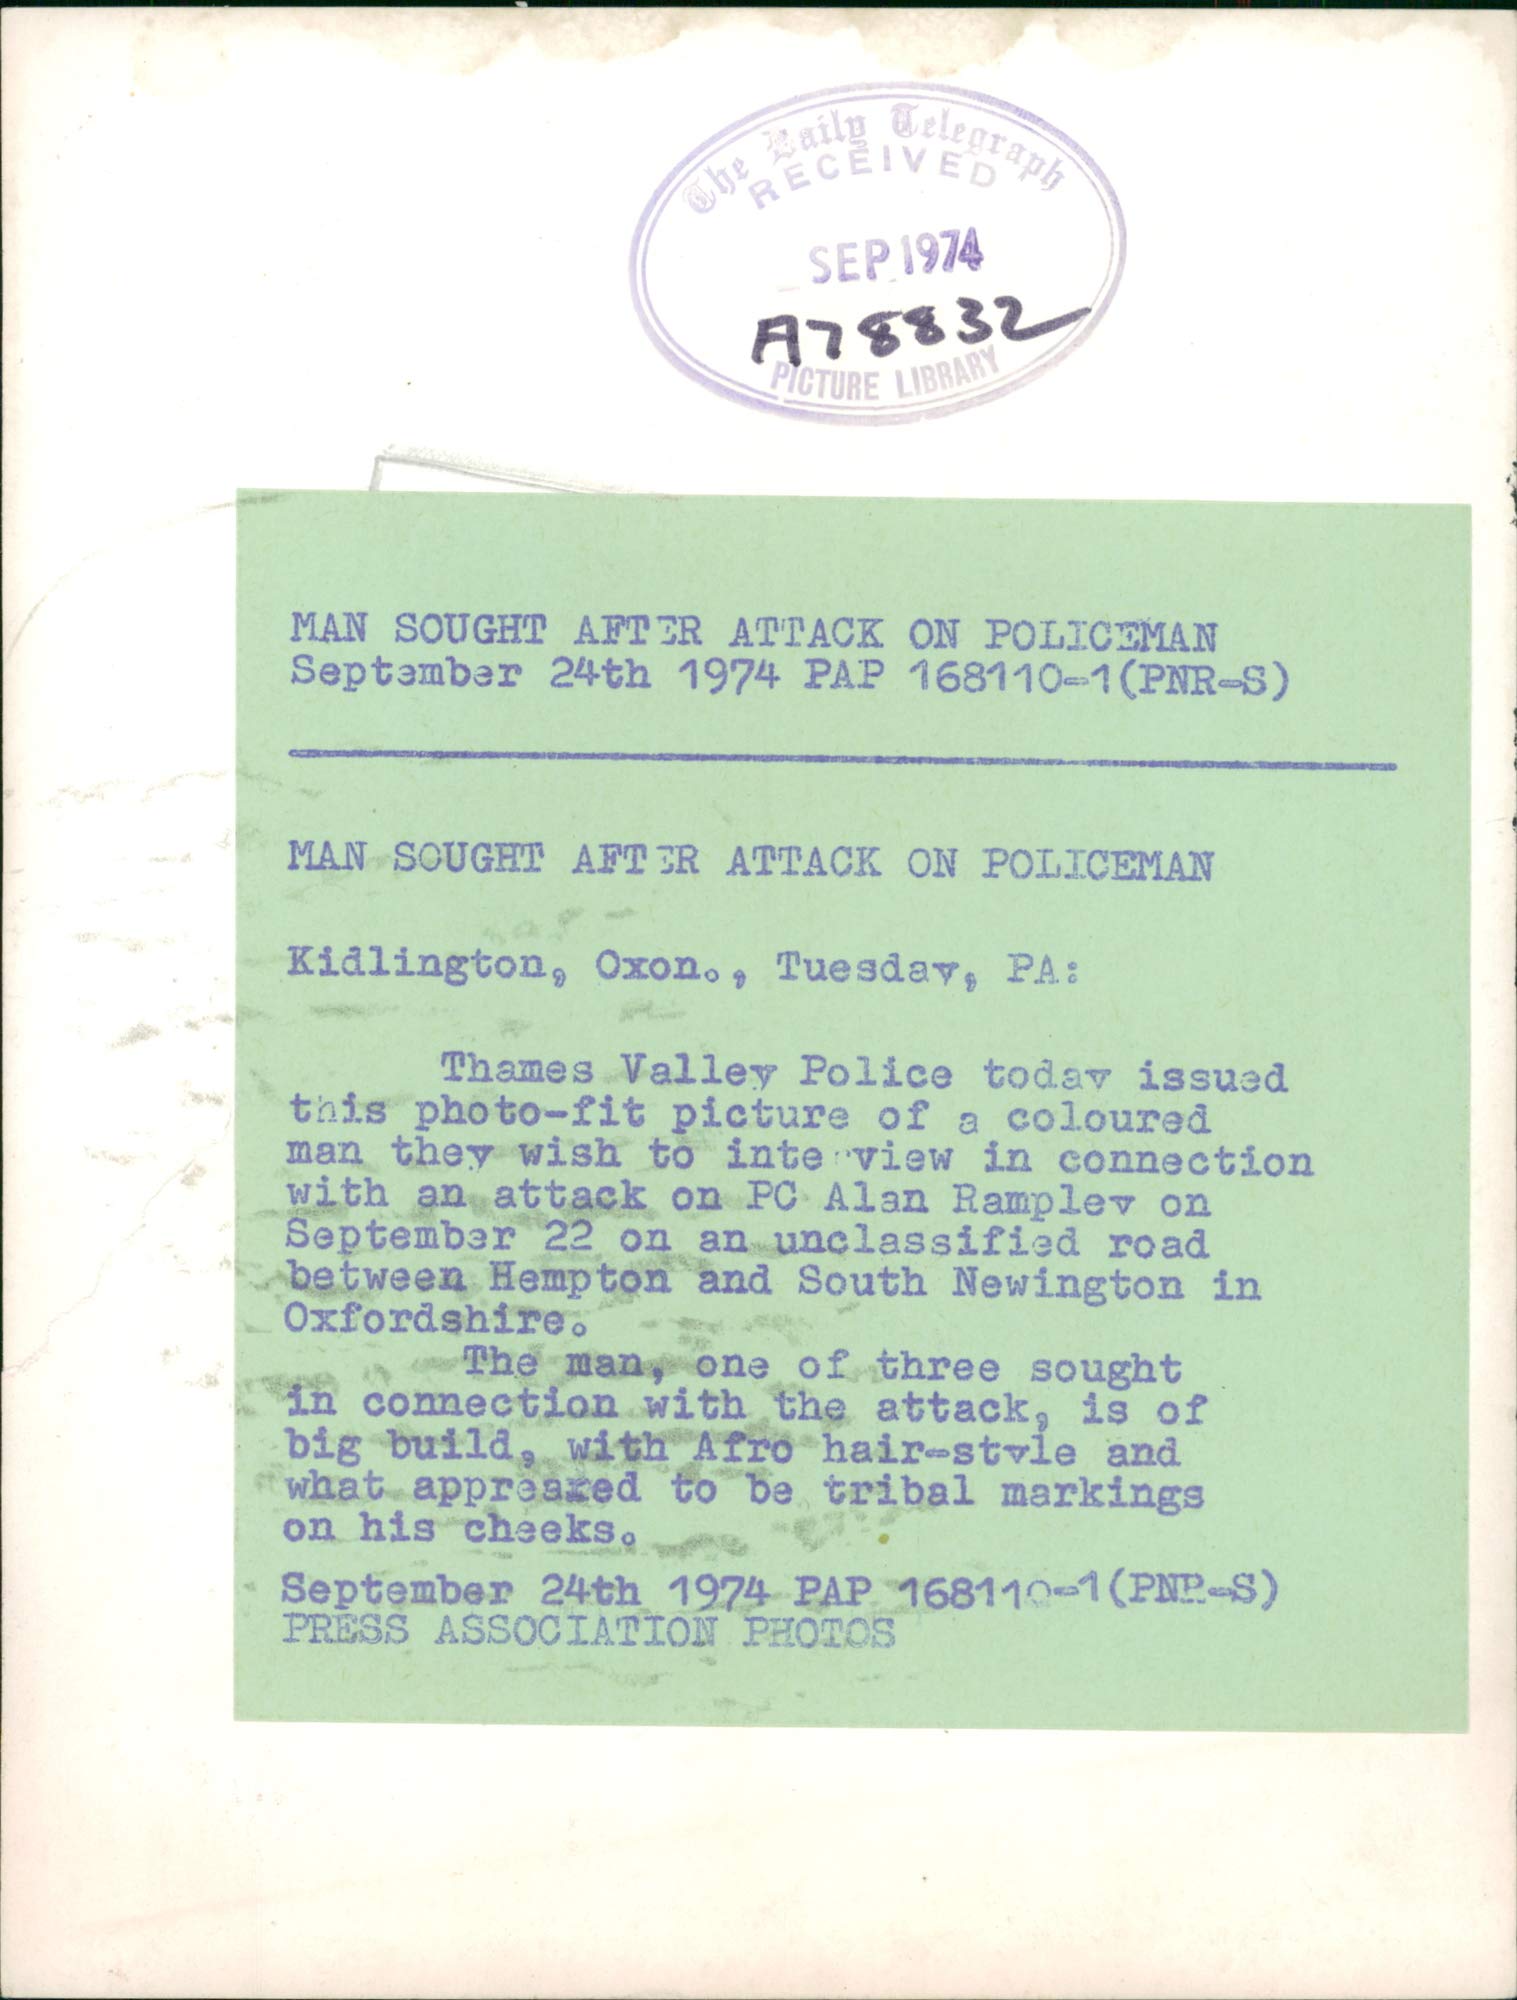 The Daily Telegraph
RECEIVED
SEP 1974
A78832
PICTURE LIBRARY
MAN SOUGHT AFTER ATTACK ON POLICEMAN
September 24th 1974 PAP 168110-1(PNR-S)
MAN SOUGHT AFTER ATTACK ON POLICEMAN
Kidlington, Oxon., Tuesday, PA:
Thames Valley Police today issued
this photo-fit picture of a coloured
man they wish to interview in connection
with an attack on PC Alan Rampley on
September 22 on an unclassified road
between Hempton and South Newington in
Oxfordshire.
The man, one of three sought
in connection with the attack, is of
big build, with Afro hair-style and
what appreared to be tribal markings
on his cheeks.
September 24th 1974 PAP 168110-1(PNR-S)
PRESS ASSOCIATION PHOTOS